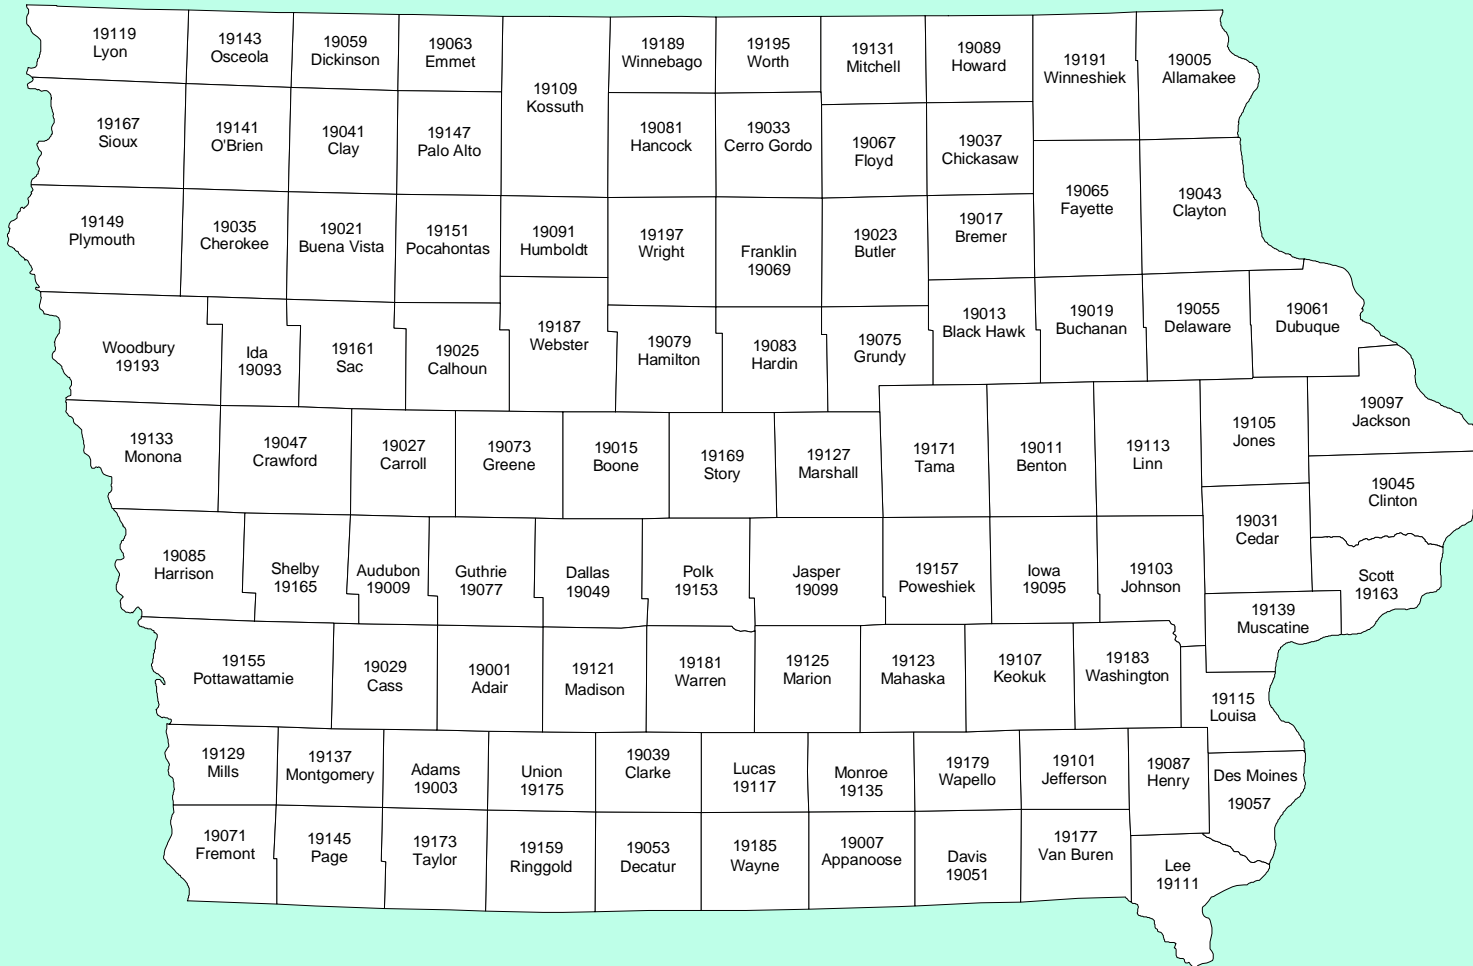 19119
Lyon
19143
Osceola
19059
Dickinson
19063
Emmet
19109
Kossuth
19189
Winnebago
19195
Worth
19131
Mitchell
19089
Howard
19191
Winneshiek
19005
Allamakee
19167
Sioux
19141
O'Brien
19041
Clay
19147
Palo Alto
19081
Hancock
19033
Cerro Gordo
19067
Floyd
19037
Chickasaw
19065
Fayette
19043
Clayton
19149
Plymouth
19035
Cherokee
19021
Buena Vista
19151
Pocahontas
19091
Humboldt
19197
Wright
Franklin
19069
19023
Butler
19017
Bremer
Woodbury
19193
Ida
19093
19161
Sac
19025
Calhoun
19187
Webster
19079
Hamilton
19083
Hardin
19075
Grundy
19013
Black Hawk
19019
Buchanan
19055
Delaware
19061
Dubuque
19133
Monona
19047
Crawford
19027
Carroll
19073
Greene
19015
Boone
19169
Story
19127
Marshall
19171
Tama
19011
Benton
19113
Linn
19105
Jones
19097
Jackson
19045
Clinton
19031
Cedar
19085
Harrison
Shelby
19165
Audubon
19009
Guthrie
19077
Dallas
19049
Polk
19153
Jasper
19099
19157
Poweshiek
Iowa
19095
19103
Johnson
Scott
19163
19139
Muscatine
19155
Pottawattamie
19029
Cass
19001
Adair
19121
Madison
19181
Warren
19125
Marion
19123
Mahaska
19107
Keokuk
19183
Washington
19115
Louisa
19129
Mills
19137
Montgomery
Adams
19003
Union
19175
19039
Clarke
Lucas
19117
Monroe
19135
19179
Wapello
19101
Jefferson
19087
Henry
Des Moines
19057
19071
Fremont
19145
Page
19173
Taylor
19159
Ringgold
19053
Decatur
19185
Wayne
19007
Appanoose
Davis
19051
19177
Van Buren
Lee
19111